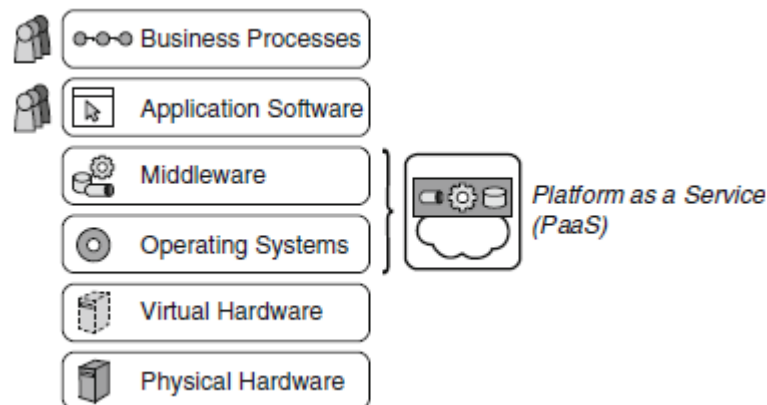 Business Processes
Application Software
Middleware
Operating Systems
Virtual Hardware
Physical Hardware
Platform as a Service
(PaaS)